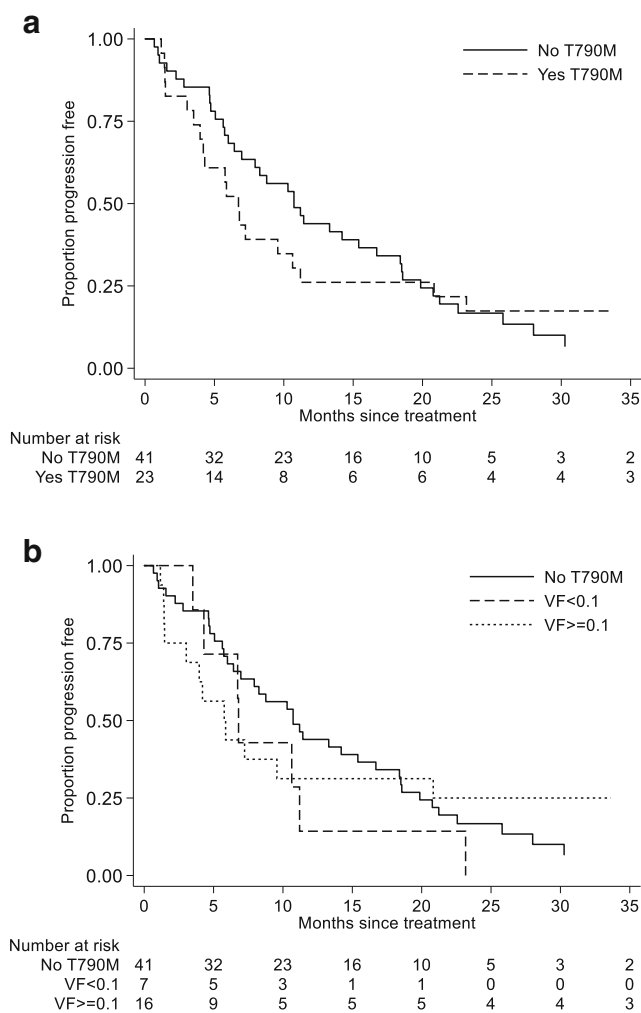 a
1.00
0.75
0.50
0.25
0.00
Proportion progression free
No T790M
Yes T790M
0 5 10 15 20 25 30 35
Months since treatment
Number at risk
No T790M 41 32 23 16 10 5 3 2
Yes T790M 23 14 8 6 6 4 4 3
b
1.00
0.75
0.50
0.25
0.00
Proportion progression free
No T790M
VF<0.1
VF>=0.1
0 5 10 15 20 25 30 35
Months since treatment
Number at risk
No T790M 41 32 23 16 10 5 3 2
VF<0.1 7 5 3 1 1 0 0 0
VF>=0.1 16 9 5 5 5 4 4 3